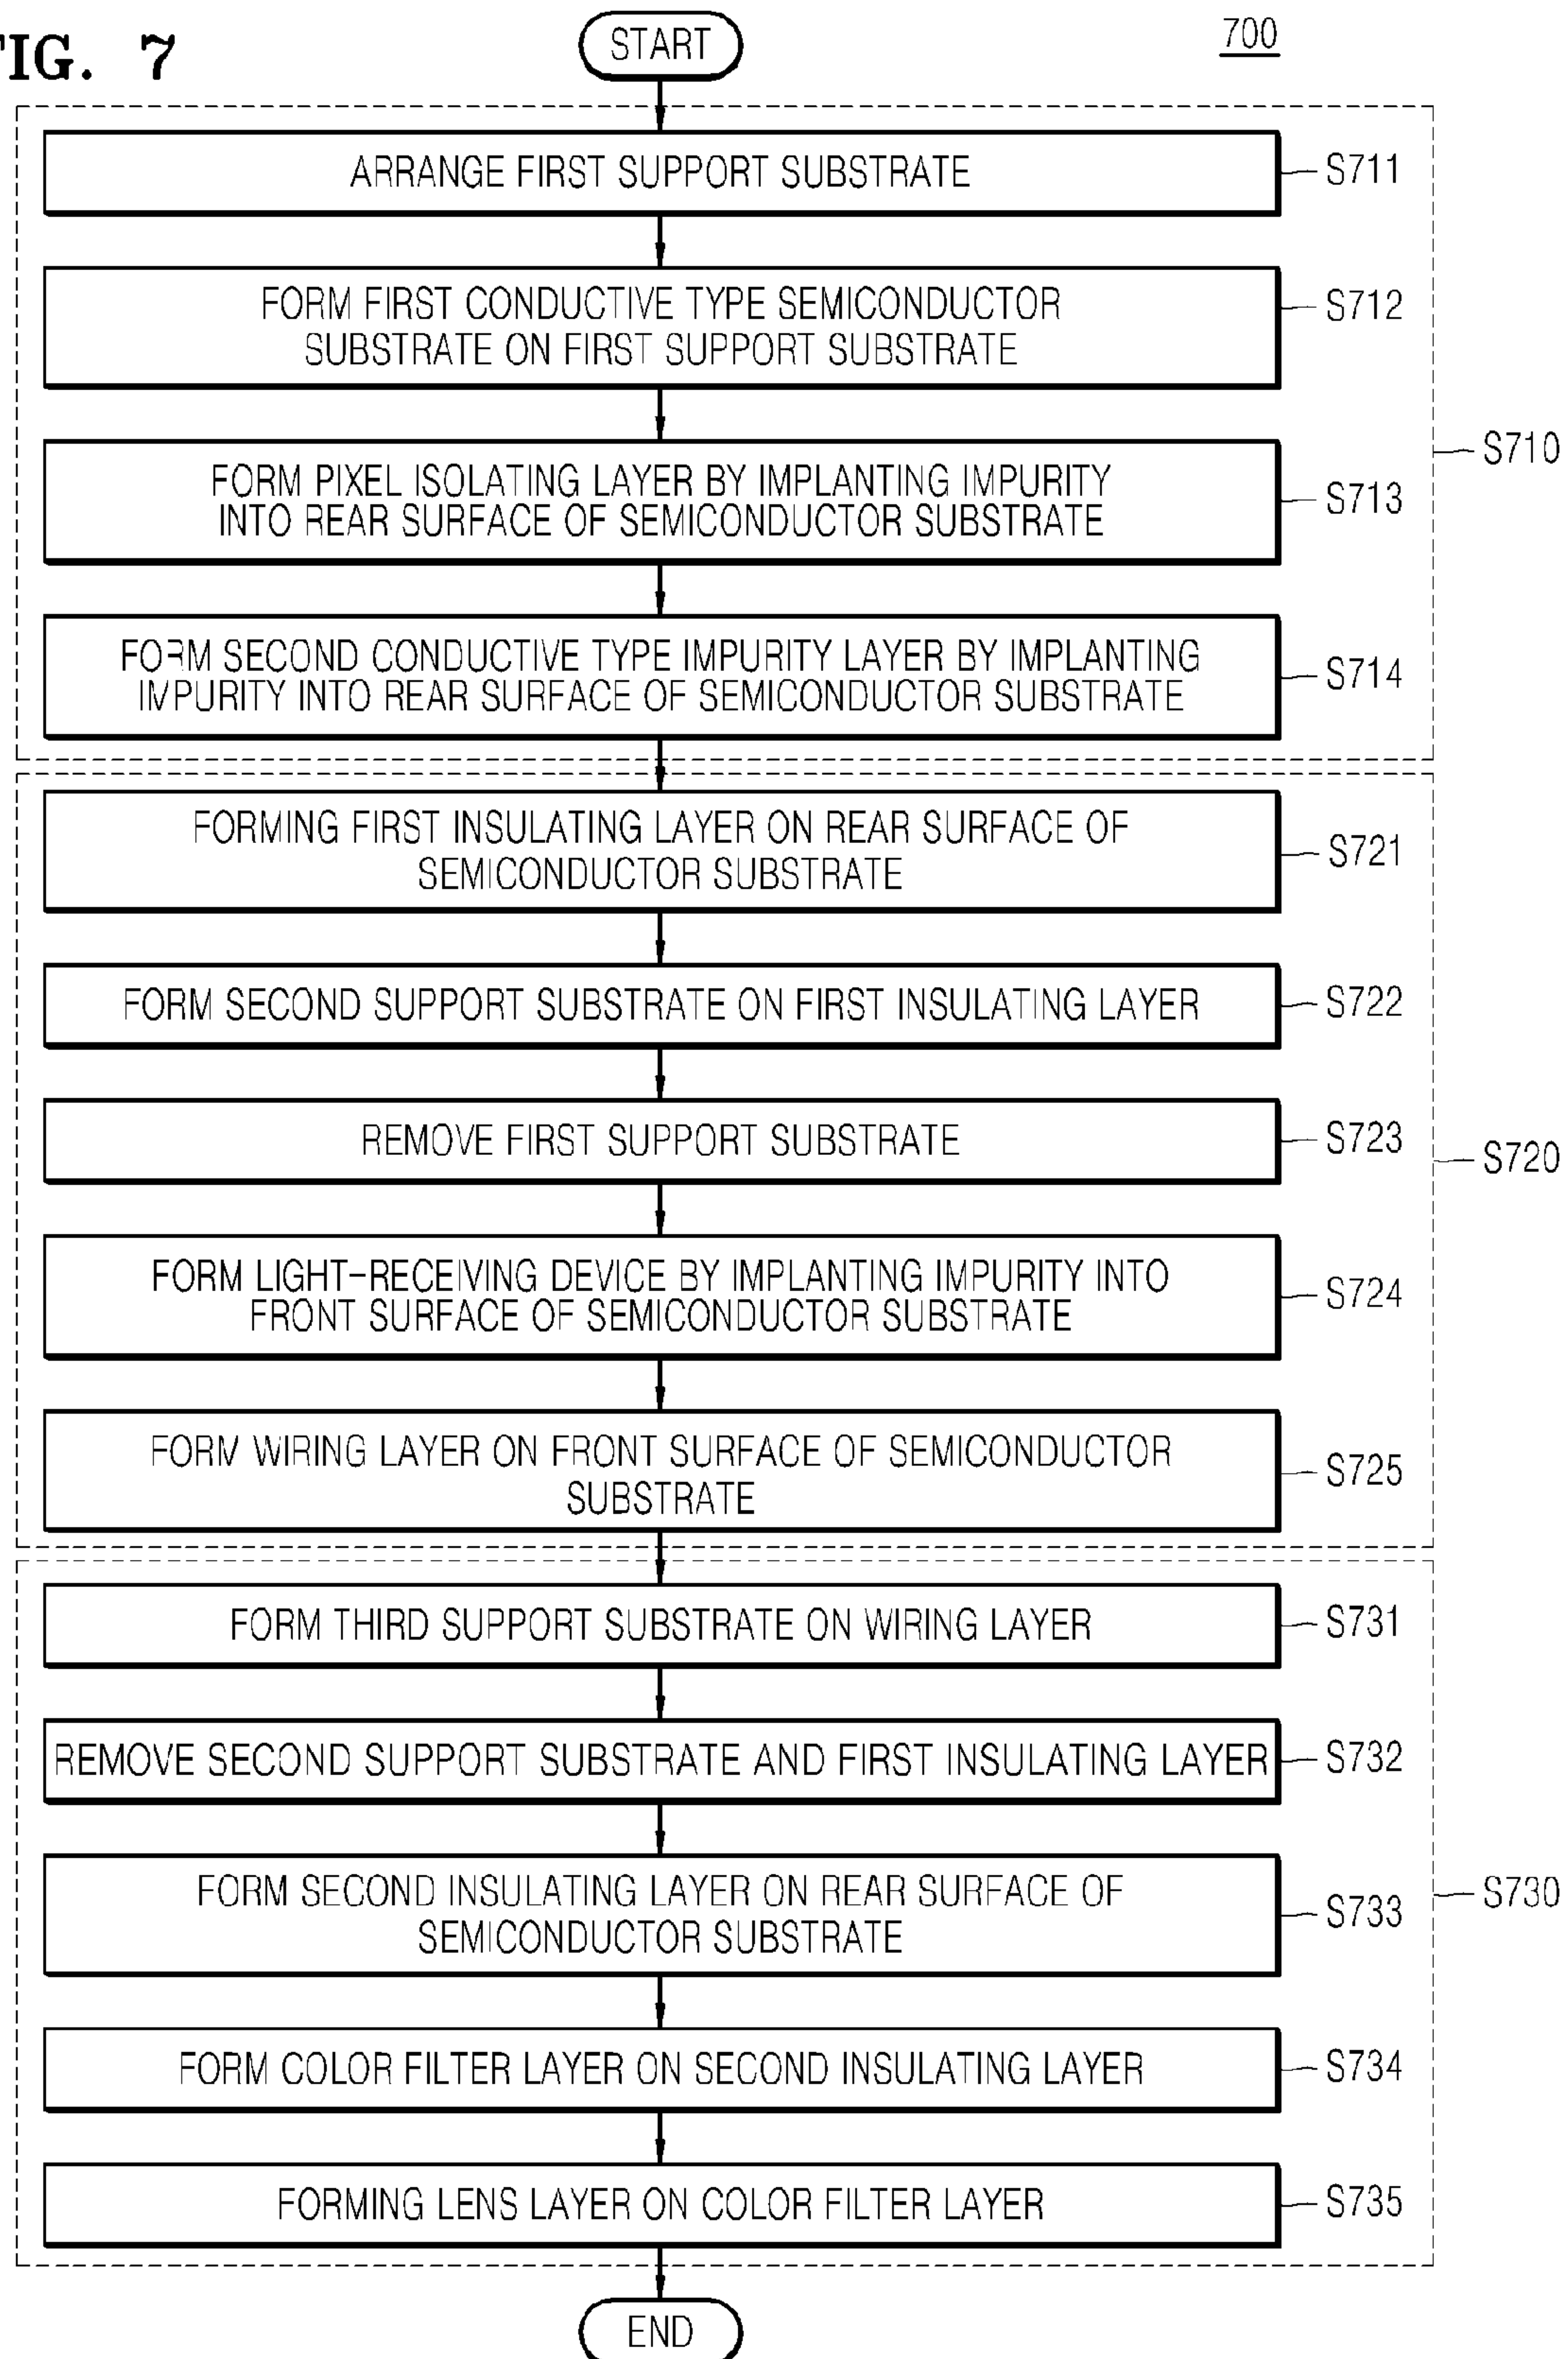 FIG. 7
700
START
ARRANGE FIRST SUPPORT SUBSTRATE
S711
FORM FIRST CONDUCTIVE TYPE SEMICONDUCTOR
SUBSTRATE ON FIRST SUPPORT SUBSTRATE
S712
FORM PIXEL ISOLATING LAYER BY IMPLANTING IMPURITY
INTO REAR SURFACE OF SEMICONDUCTOR SUBSTRATE
S713
FORM SECOND CONDUCTIVE TYPE IMPURITY LAYER BY IMPLANTING
IMPURITY INTO REAR SURFACE OF SEMICONDUCTOR SUBSTRATE
S714
S710
FORMING FIRST INSULATING LAYER ON REAR SURFACE OF
SEMICONDUCTOR SUBSTRATE
S721
FORM SECOND SUPPORT SUBSTRATE ON FIRST INSULATING LAYER
S722
REMOVE FIRST SUPPORT SUBSTRATE
S723
FORM LIGHT-RECEIVING DEVICE BY IMPLANTING IMPURITY INTO
FRONT SURFACE OF SEMICONDUCTOR SUBSTRATE
S724
FORM WIRING LAYER ON FRONT SURFACE OF SEMICONDUCTOR
SUBSTRATE
S725
S720
FORM THIRD SUPPORT SUBSTRATE ON WIRING LAYER
S731
REMOVE SECOND SUPPORT SUBSTRATE AND FIRST INSULATING LAYER
S732
FORM SECOND INSULATING LAYER ON REAR SURFACE OF
SEMICONDUCTOR SUBSTRATE
S733
FORM COLOR FILTER LAYER ON SECOND INSULATING LAYER
S734
FORMING LENS LAYER ON COLOR FILTER LAYER
S735
S730
END